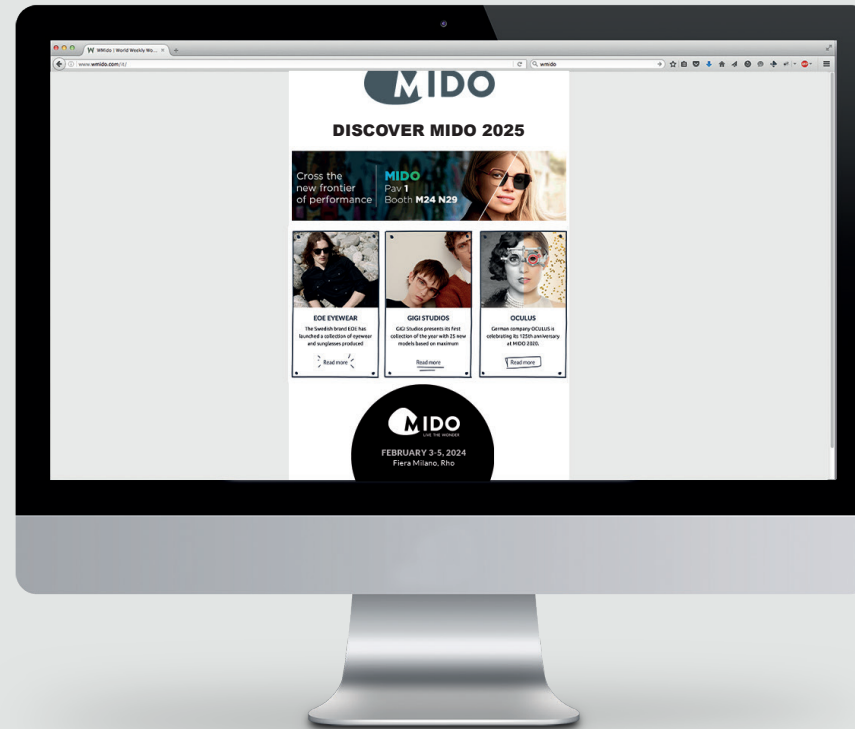 WMido | World Weekly Wo...
www.wmido.com/it/
wmido
MIDO
DISCOVER MIDO 2025
Cross the
new frontier
of performance
MIDO
Pav 1
Booth M24 N29
EOE EYEWEAR
The Swedish brand EOE has
launched a collection of eyewear
and sunglasses produced
Read more
GIGI STUDIOS
GIGI Studios presents its first
collection of the year with 25 new
models based on maximum
Read more
OCULUS
German company OCULUS is
celebrating its 125th anniversary
at MIDO 2020.
Read more
MIDO
LIVE THE WONDER
FEBRUARY 3-5, 2024
Fiera Milano, Rho